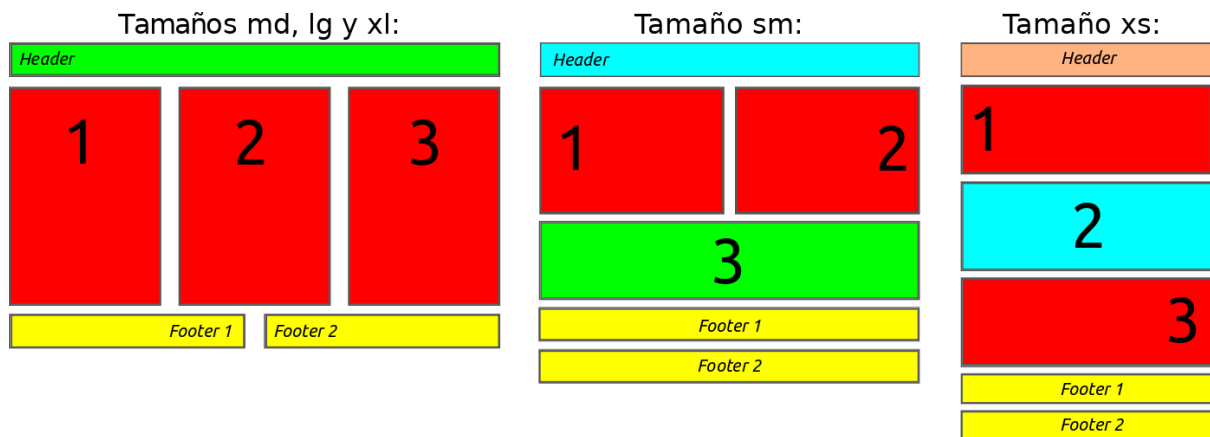 Tamaños md, lg y xl:
Header
1 2 3
Footer 1 Footer 2
Tamaño sm:
Header
1 2
3
Footer 1
Footer 2
Tamaño xs:
Header
1
2
3
Footer 1
Footer 2